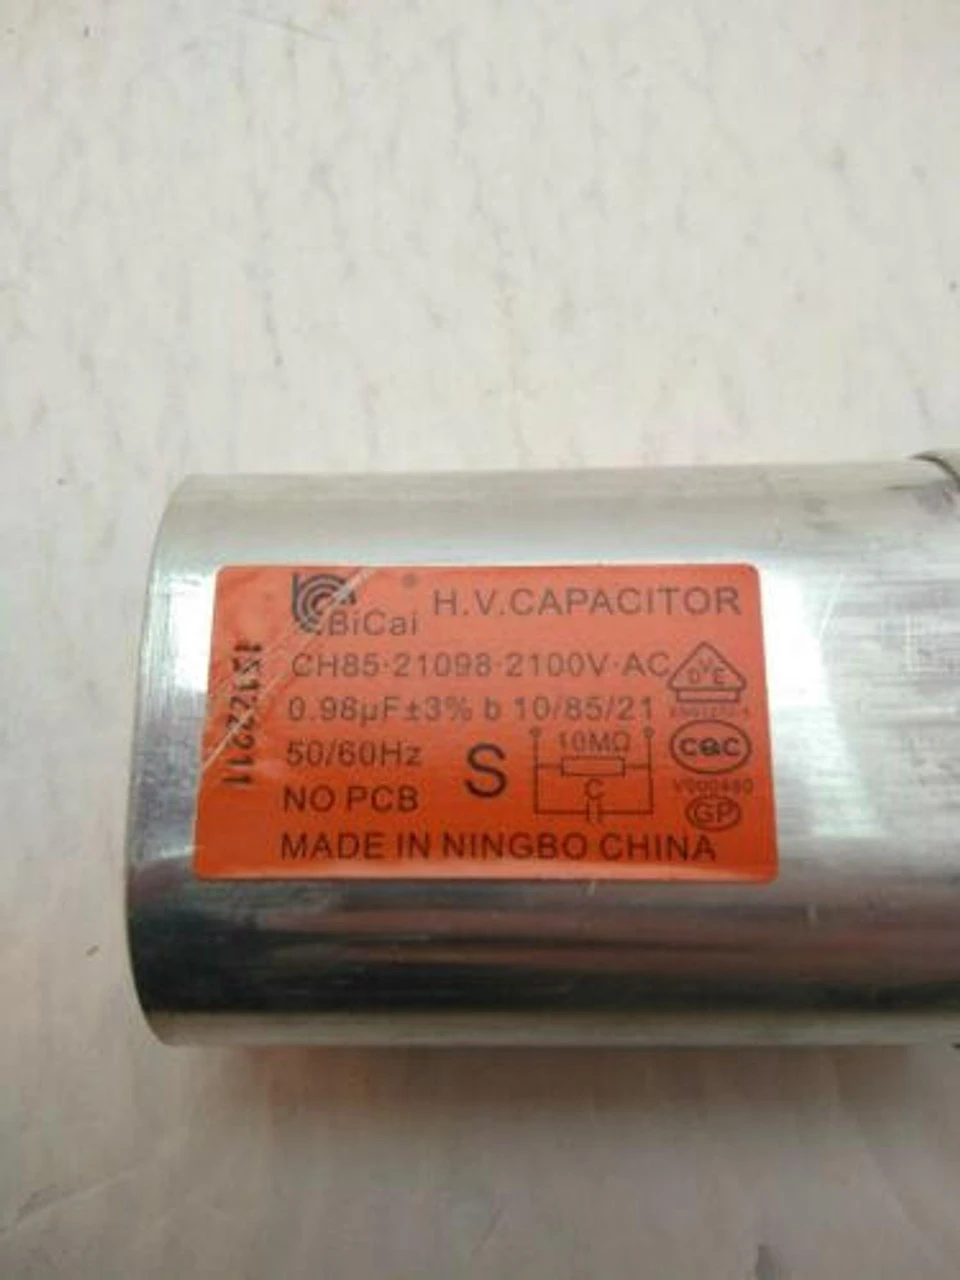 BiCai
H.V.CAPACITOR
CH85·21098·2100V·AC
0.98μF±3% b 10/85/21
50/60Hz
S
10MΩ
C
NO PCB
MADE IN NINGBO CHINA
DVE
CQC
GP